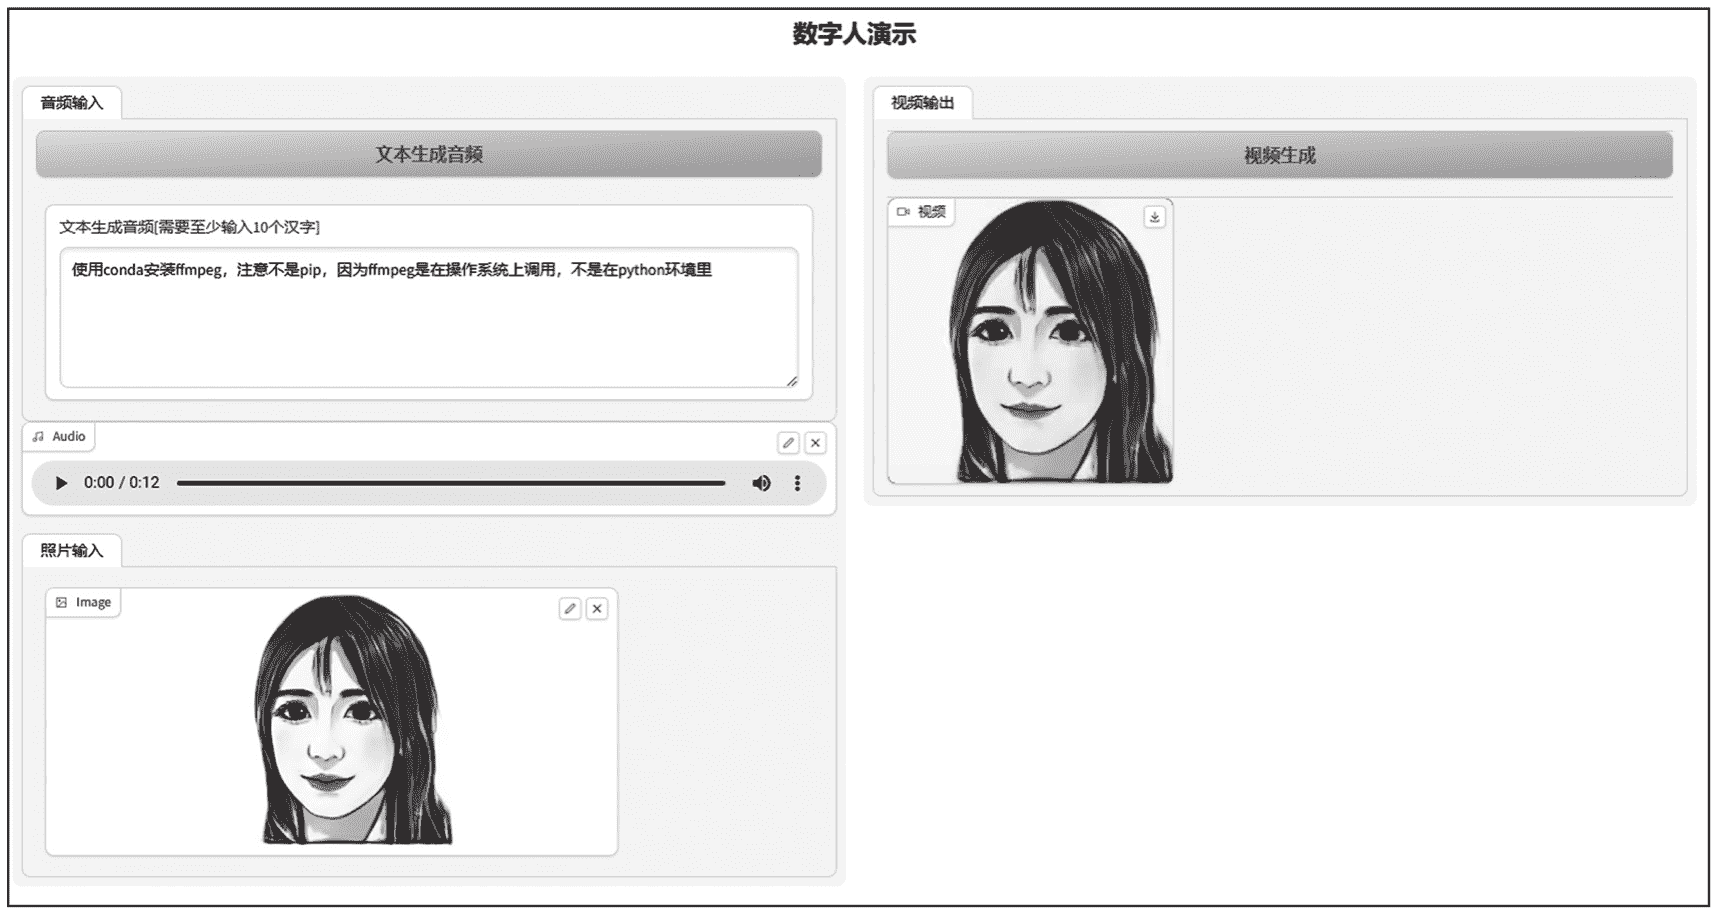 数字人演示
音频输入
文本生成音频
文本生成音频[需要至少输入10个汉字]
使用conda安装ffmpeg，注意不是pip，因为ffmpeg是在操作系统上调用，不是在python环境里
Audio
0:00 / 0:12
照片输入
Image
视频输出
视频生成
视频